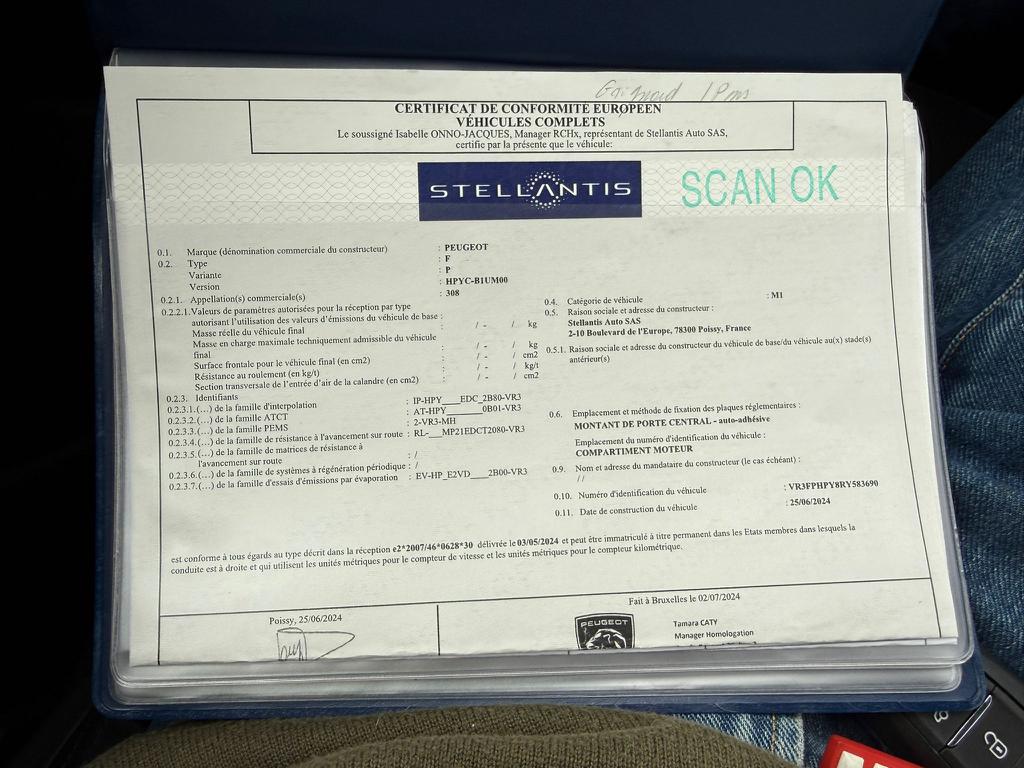 CERTIFICAT DE CONFORMITE EUROPEEN
VÉHICULES COMPLETS
Le soussigné Isabelle ONNO-JACQUES, Manager RCHx, représentant de Stellantis Auto SAS,
certifie par la présente que le véhicule:
STELLANTIS
SCAN OK
0.1. Marque (dénomination commerciale du constructeur) : PEUGEOT
0.2. Type : F
Variante : P
Version : HPYC-B1UM00
0.2.1. Appellation(s) commerciale(s) : 308
0.2.2.1. Valeurs de paramètres autorisées pour la réception par type
autorisant l'utilisation des valeurs d'émissions du véhicule de base :
Masse réelle du véhicule final : / - / kg
Masse en charge maximale techniquement admissible du véhicule
final : / - / kg
Surface frontale pour le véhicule final (en cm2) : / - / cm2
Résistance au roulement (en kg/t) : / - / kg/t
Section transversale de l'entrée d'air de la calandre (en cm2) : / - / cm2
0.2.3. Identifiants
0.2.3.1.(...) de la famille d'interpolation : IP-HPY____EDC_2B80-VR3
0.2.3.2.(...) de la famille ATCT : AT-HPY________0B01-VR3
0.2.3.3.(...) de la famille PEMS : 2-VR3-MH
0.2.3.4.(...) de la famille de résistance à l'avancement sur route : RL-___MP21EDCT2080-VR3
0.2.3.5.(...) de la famille de matrices de résistance à
l'avancement sur route : /
0.2.3.6.(...) de la famille de systèmes à régénération périodique : /
0.2.3.7.(...) de la famille d'essais d'émissions par évaporation : EV-HP_E2VD____2B00-VR3
0.4. Catégorie de véhicule : M1
0.5. Raison sociale et adresse du constructeur :
Stellantis Auto SAS
2-10 Boulevard de l'Europe, 78300 Poissy, France
0.5.1. Raison sociale et adresse du constructeur du véhicule de base/du véhicule au(x) stade(s)
antérieur(s)
0.6. Emplacement et méthode de fixation des plaques réglementaires :
MONTANT DE PORTE CENTRAL - auto-adhésive
Emplacement du numéro d'identification du véhicule :
COMPARTIMENT MOTEUR
0.9. Nom et adresse du mandataire du constructeur (le cas échéant) :
/ /
0.10. Numéro d'identification du véhicule : VR3FPHPY8RY583690
0.11. Date de construction du véhicule : 25/06/2024
est conforme à tous égards au type décrit dans la réception e2*2007/46*0628*30 délivrée le 03/05/2024 et peut être immatriculé à titre permanent dans les Etats membres dans lesquels la
conduite est à droite et qui utilisent les unités métriques pour le compteur de vitesse et les unités métriques pour le compteur kilométrique.
Poissy, 25/06/2024
Fait à Bruxelles le 02/07/2024
PEUGEOT
Tamara CATY
Manager Homologation